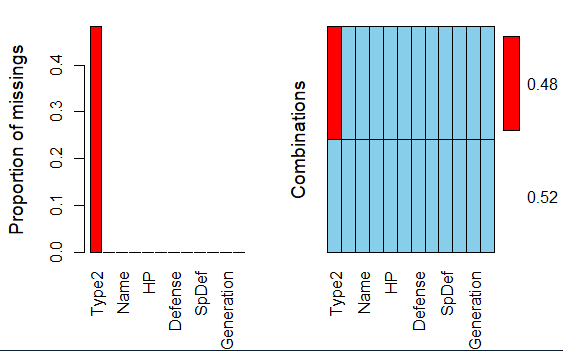 Proportion of missings
0.0
0.1
0.2
0.3
0.4
Type2
Name
HP
Defense
SpDef
Generation
Combinations
Type2
Name
HP
Defense
SpDef
Generation
0.48
0.52